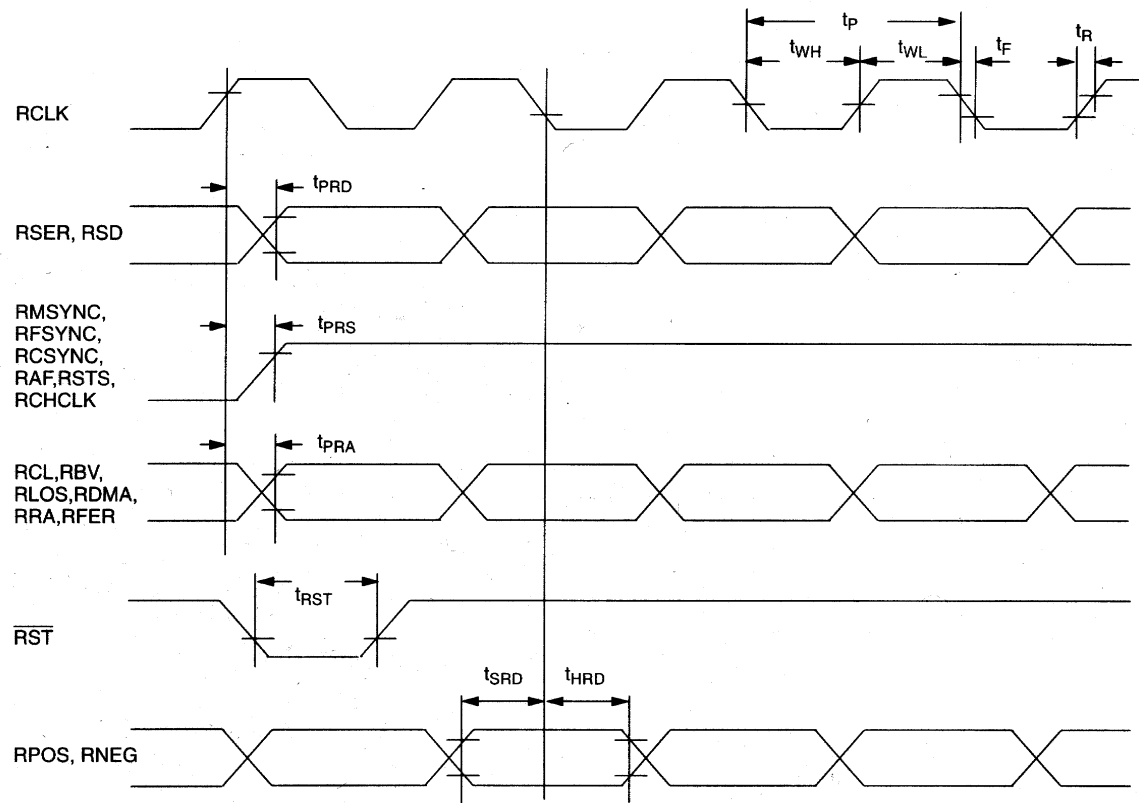 tP
tWH tWL tF tR
RCLK
tPRD
RSER, RSD
RMSYNC,
RFSYNC,
RCSYNC,
RAF,RSTS,
RCHCLK
tPRS
tPRA
RCL,RBV,
RLOS,RDMA,
RRA,RFER
tRST
RST
tSRD tHRD
RPOS, RNEG